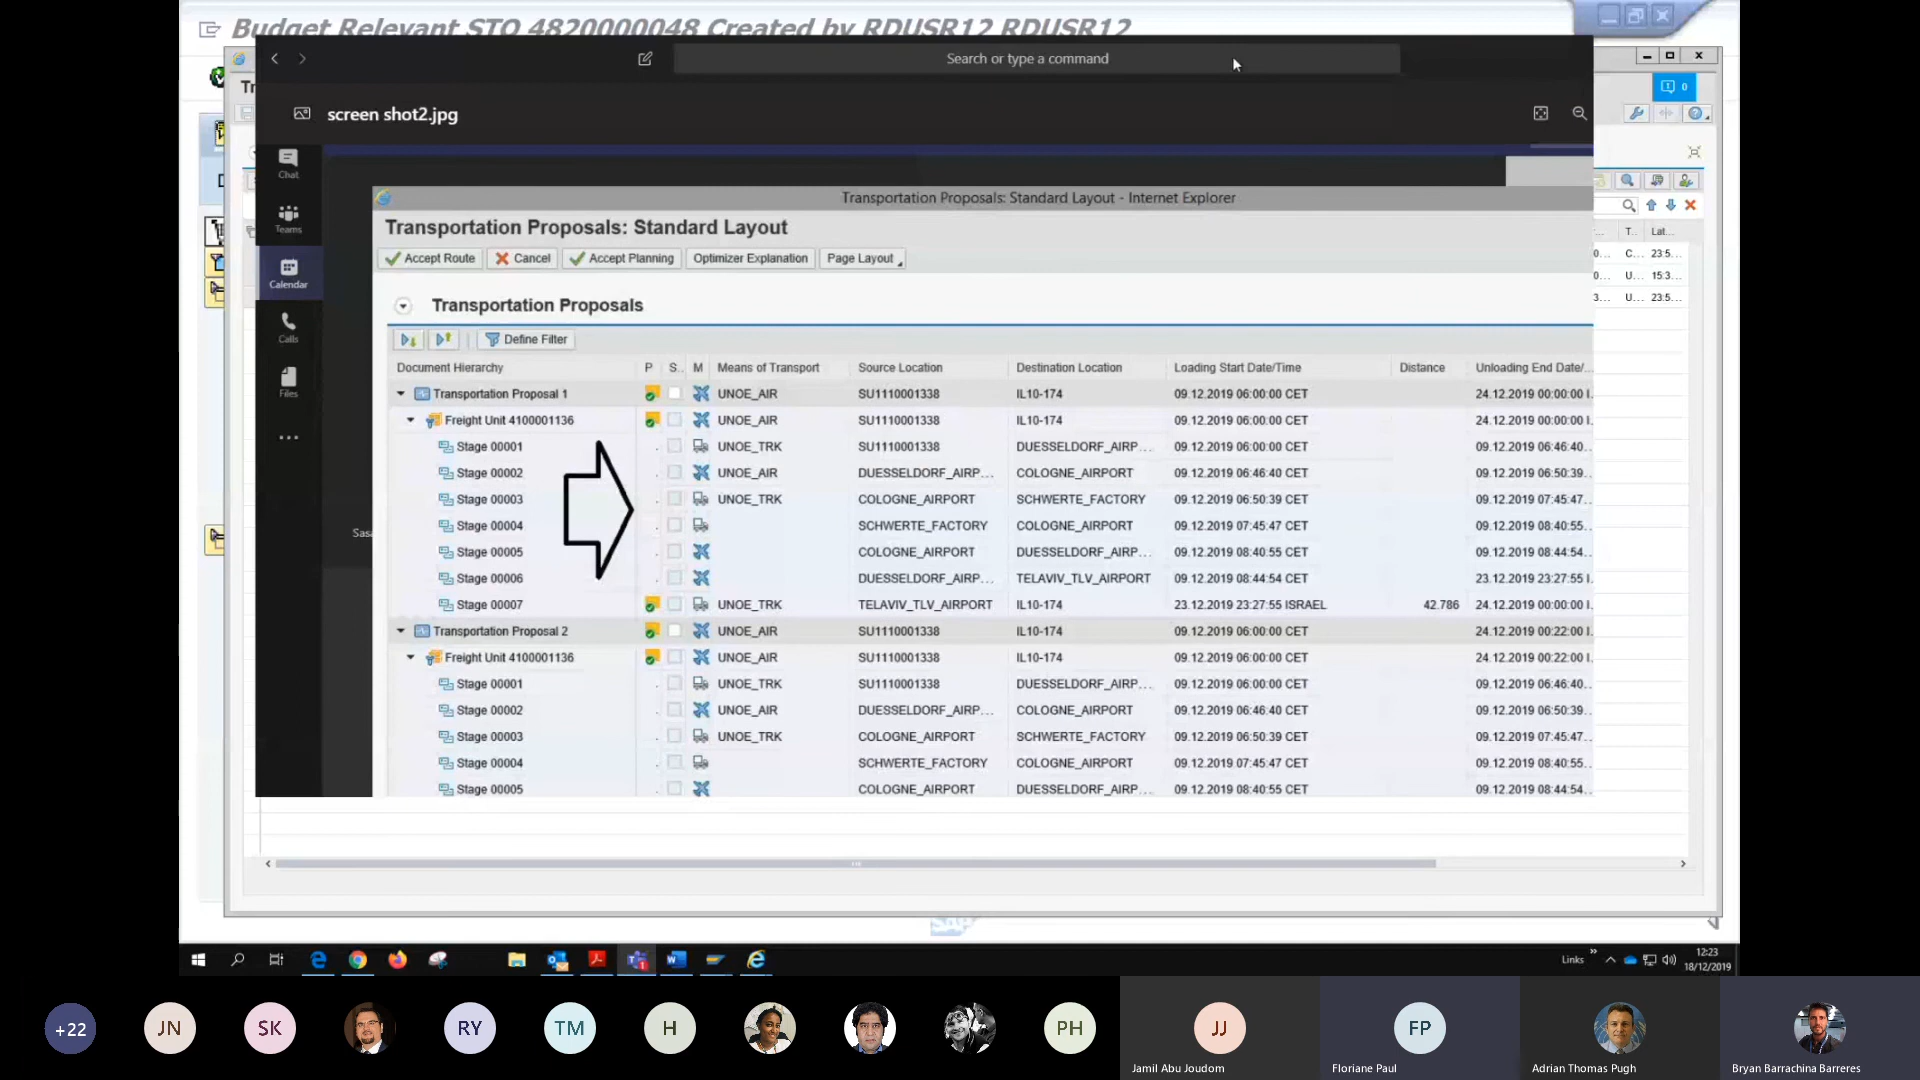 Budget Relevant STO 4820000048 Created by RDUSR12 RDUSR12
Search or type a command
0
screen shot2.jpg
Chat
Teams
Calendar
Calls
Files
Transportation Proposals: Standard Layout - Internet Explorer
Transportation Proposals: Standard Layout
Accept Route Cancel Accept Planning Optimizer Explanation Page Layout
Transportation Proposals
Define Filter
T... Lat...
C... 23:5...
U... 15:3...
U... 23:5...
Document Hierarchy P S.. M Means of Transport Source Location Destination Location Loading Start Date/Time Distance Unloading End Date/...
Transportation Proposal 1 UNOE_AIR SU1110001338 IL10-174 09.12.2019 06:00:00 CET 24.12.2019 00:00:00 I.
Freight Unit 4100001136 UNOE_AIR SU1110001338 IL10-174 09.12.2019 06:00:00 CET 24.12.2019 00:00:00 I.
Stage 00001 UNOE_TRK SU1110001338 DUESSELDORF_AIRP... 09.12.2019 06:00:00 CET 09.12.2019 06:46:40..
Stage 00002 UNOE_AIR DUESSELDORF_AIRP... COLOGNE_AIRPORT 09.12.2019 06:46:40 CET 09.12.2019 06:50:39..
Stage 00003 UNOE_TRK COLOGNE_AIRPORT SCHWERTE_FACTORY 09.12.2019 06:50:39 CET 09.12.2019 07:45:47..
Stage 00004 SCHWERTE_FACTORY COLOGNE_AIRPORT 09.12.2019 07:45:47 CET 09.12.2019 08:40:55..
Stage 00005 COLOGNE_AIRPORT DUESSELDORF_AIRP... 09.12.2019 08:40:55 CET 09.12.2019 08:44:54..
Stage 00006 DUESSELDORF_AIRP... TELAVIV_TLV_AIRPORT 09.12.2019 08:44:54 CET 23.12.2019 23:27:55 I.
Stage 00007 UNOE_TRK TELAVIV_TLV_AIRPORT IL10-174 23.12.2019 23:27:55 ISRAEL 42.786 24.12.2019 00:00:00 I.
Transportation Proposal 2 UNOE_AIR SU1110001338 IL10-174 09.12.2019 06:00:00 CET 24.12.2019 00:22:00 I.
Freight Unit 4100001136 UNOE_AIR SU1110001338 IL10-174 09.12.2019 06:00:00 CET 24.12.2019 00:22:00 I.
Stage 00001 UNOE_TRK SU1110001338 DUESSELDORF_AIRP... 09.12.2019 06:00:00 CET 09.12.2019 06:46:40..
Stage 00002 UNOE_AIR DUESSELDORF_AIRP... COLOGNE_AIRPORT 09.12.2019 06:46:40 CET 09.12.2019 06:50:39..
Stage 00003 UNOE_TRK COLOGNE_AIRPORT SCHWERTE_FACTORY 09.12.2019 06:50:39 CET 09.12.2019 07:45:47..
Stage 00004 SCHWERTE_FACTORY COLOGNE_AIRPORT 09.12.2019 07:45:47 CET 09.12.2019 08:40:55..
Stage 00005 COLOGNE_AIRPORT DUESSELDORF_AIRP... 09.12.2019 08:40:55 CET 09.12.2019 08:44:54..
Links 12:23
18/12/2019
+22 JN SK RY TM H PH JJ FP
Jamil Abu Joudom Floriane Paul Adrian Thomas Pugh Bryan Barrachina Barreres